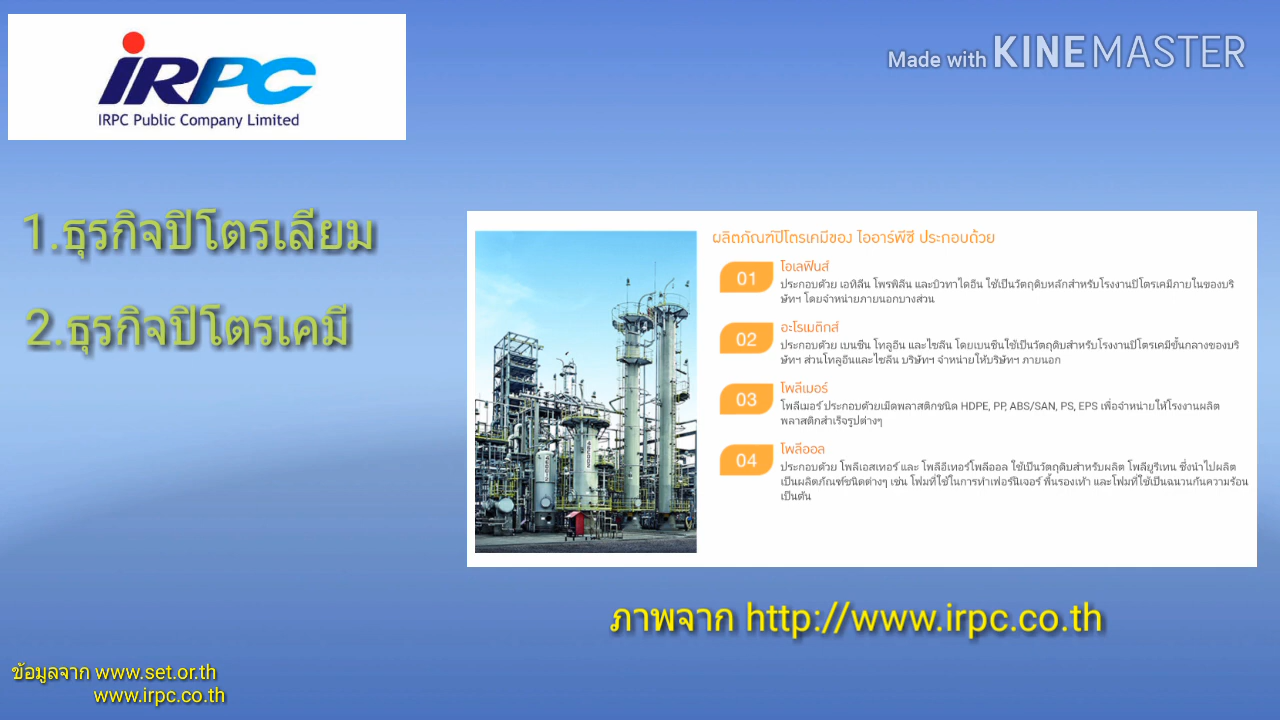 iRPC
IRPC Public Company Limited
Made with KINEMASTER
1.ธุรกิจปิโตรเลียม
2.ธุรกิจปิโตรเคมี
ผลิตภัณฑ์ปิโตรเคมีของ ไออาร์พีซี ประกอบด้วย
01
โอเลฟินส์
ประกอบด้วย เอทิลีน โพรพิลีน และบิวทาไดอีน ใช้เป็นวัตถุดิบหลักสำหรับโรงงานปิโตรเคมีภายในของบริ
ษัทฯ โดยจำหน่ายภายนอกบางส่วน
02
อะโรเมติกส์
ประกอบด้วย เบนซีน โทลูอีน และไซลีน โดยเบนซีนใช้เป็นวัตถุดิบสำหรับโรงงานปิโตรเคมีขั้นกลางของบริ
ษัทฯ ส่วนโทลูอีนและไซลีน บริษัทฯ จำหน่ายให้บริษัทฯ ภายนอก
03
โพลีเมอร์
โพลีเมอร์ ประกอบด้วยเม็ดพลาสติกชนิด HDPE, PP, ABS/SAN, PS, EPS เพื่อจำหน่ายให้โรงงานผลิต
พลาสติกสำเร็จรูปต่างๆ
04
โพลีออล
ประกอบด้วย โพลีเอสเทอร์ และ โพลีอีเทอร์โพลีออล ใช้เป็นวัตถุดิบสำหรับผลิต โพลียูริเทน ซึ่งนำไปผลิต
เป็นผลิตภัณฑ์ชนิดต่างๆ เช่น โฟมที่ใช้ในการทำเฟอร์นิเจอร์ พื้นรองเท้า และโฟมที่ใช้เป็นฉนวนกันความร้อน
เป็นต้น
ภาพจาก http://www.irpc.co.th
ข้อมูลจาก www.set.or.th
www.irpc.co.th